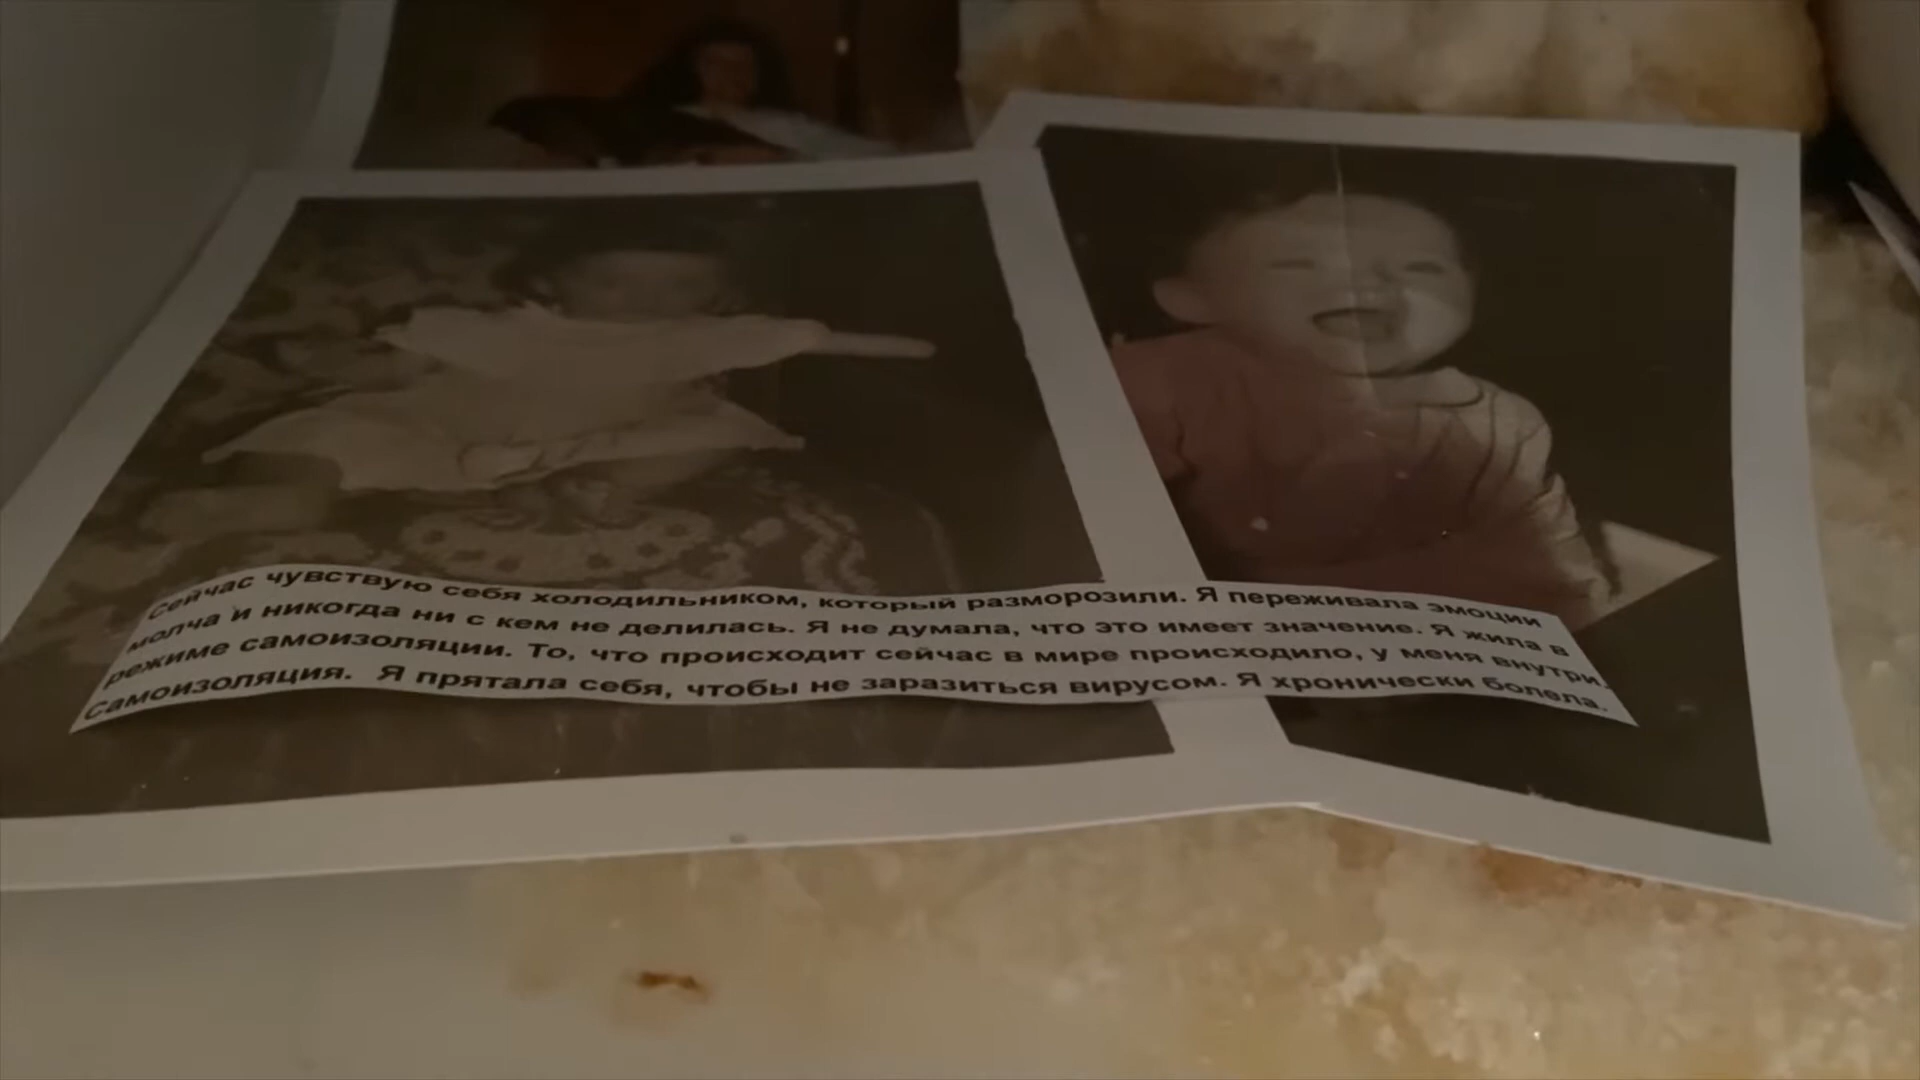 Сейчас чувствую себя холодильником, который разморозили. Я переживала эмоции
молча и никогда ни с кем не делилась. Я не думала, что это имеет значение. Я жила в
режиме самоизоляции. То, что происходит сейчас в мире происходило, у меня внутри.
Самоизоляция. Я прятала себя, чтобы не заразиться вирусом. Я хронически болела.